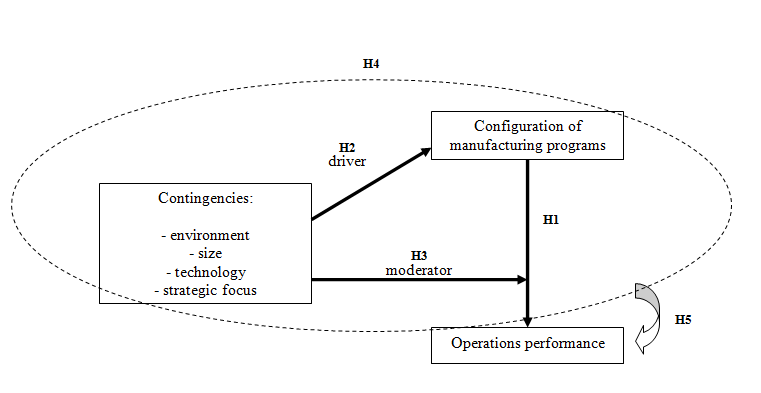 H4
Configuration of
manufacturing programs
H2
driver
Contingencies:
- environment
- size
- technology
- strategic focus
H1
H3
moderator
H5
Operations performance